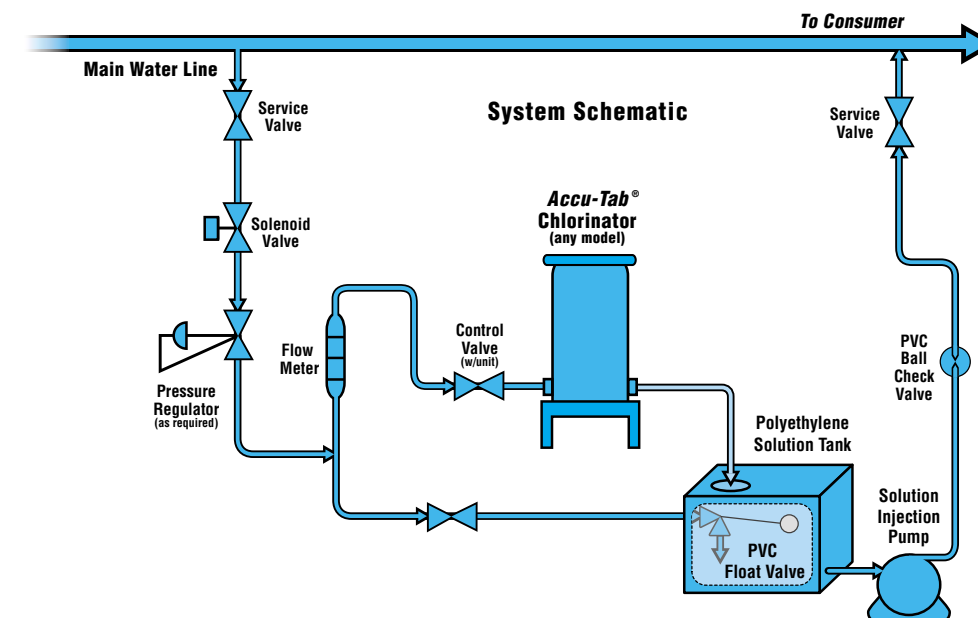 To Consumer
Main Water Line
System Schematic
Service
Valve
Service
Valve
Accu-Tab®
Chlorinator
(any model)
Solenoid
Valve
Control
Valve
(w/unit)
Flow
Meter
PVC
Ball
Check
Valve
Pressure
Regulator
(as required)
Polyethylene
Solution Tank
Solution
Injection
Pump
PVC
Float Valve